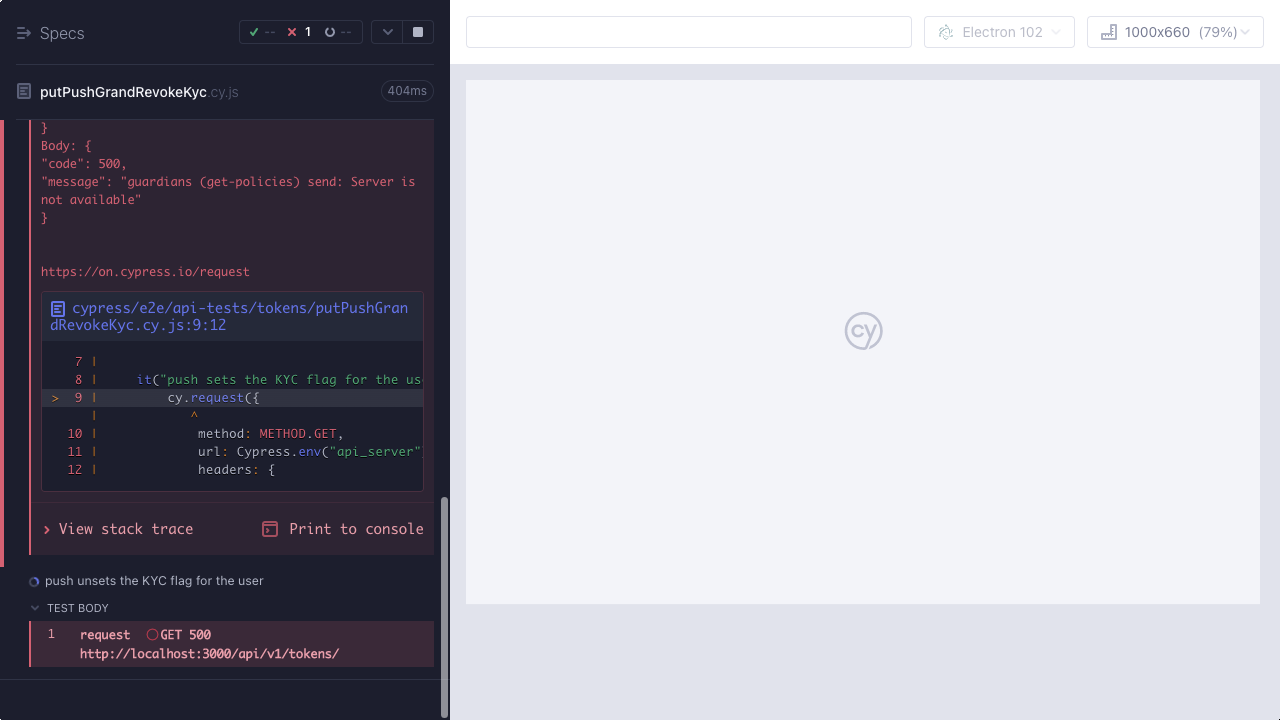 Specs
-- 1 --
Electron 102
1000x660 (79%)
putPushGrandRevokeKyc.cy.js
404ms
}
Body: {
"code": 500,
"message": "guardians (get-policies) send: Server is
not available"
}
https://on.cypress.io/request
cypress/e2e/api-tests/tokens/putPushGran
dRevokeKyc.cy.js:9:12
7 |
8 | it("push sets the KYC flag for the us
> 9 | cy.request({
| ^
10 | method: METHOD.GET,
11 | url: Cypress.env("api_server"
12 | headers: {
> View stack trace
Print to console
push unsets the KYC flag for the user
TEST BODY
1 request GET 500
http://localhost:3000/api/v1/tokens/
cy